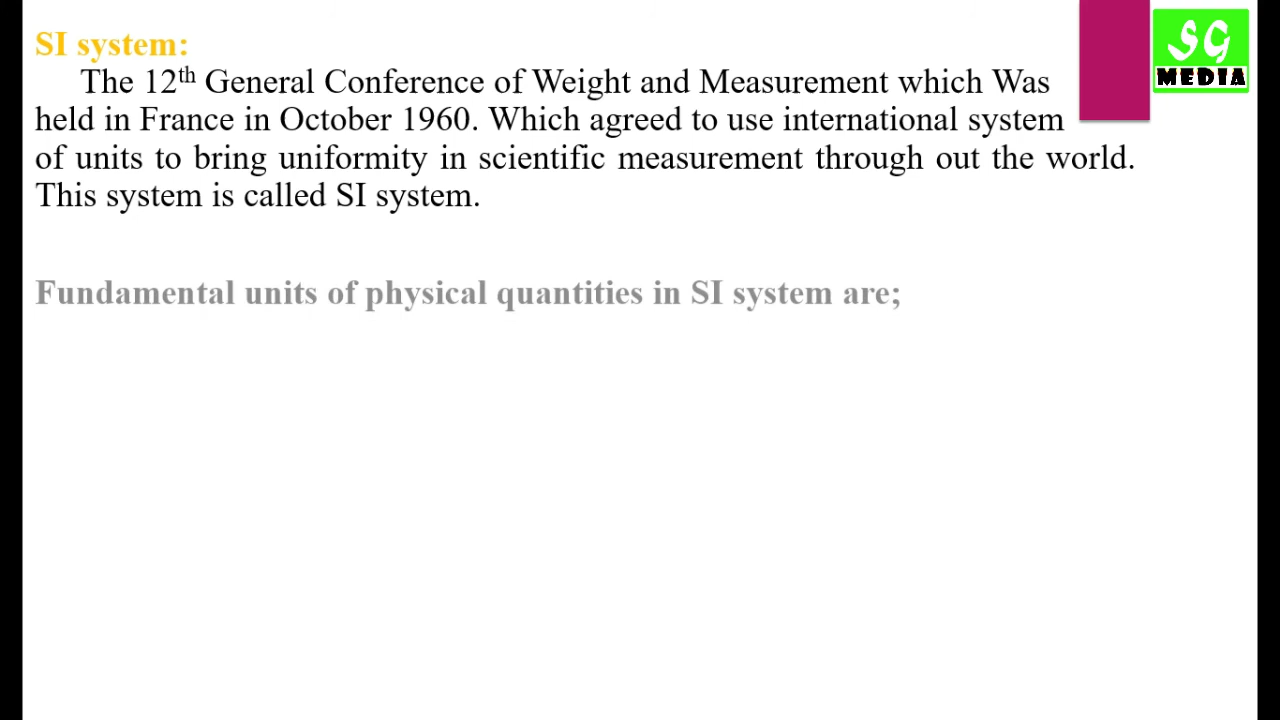 SI system:
The 12th General Conference of Weight and Measurement which Was
held in France in October 1960. Which agreed to use international system
of units to bring uniformity in scientific measurement through out the world.
This system is called SI system.
Fundamental units of physical quantities in SI system are;
SG
MEDIA